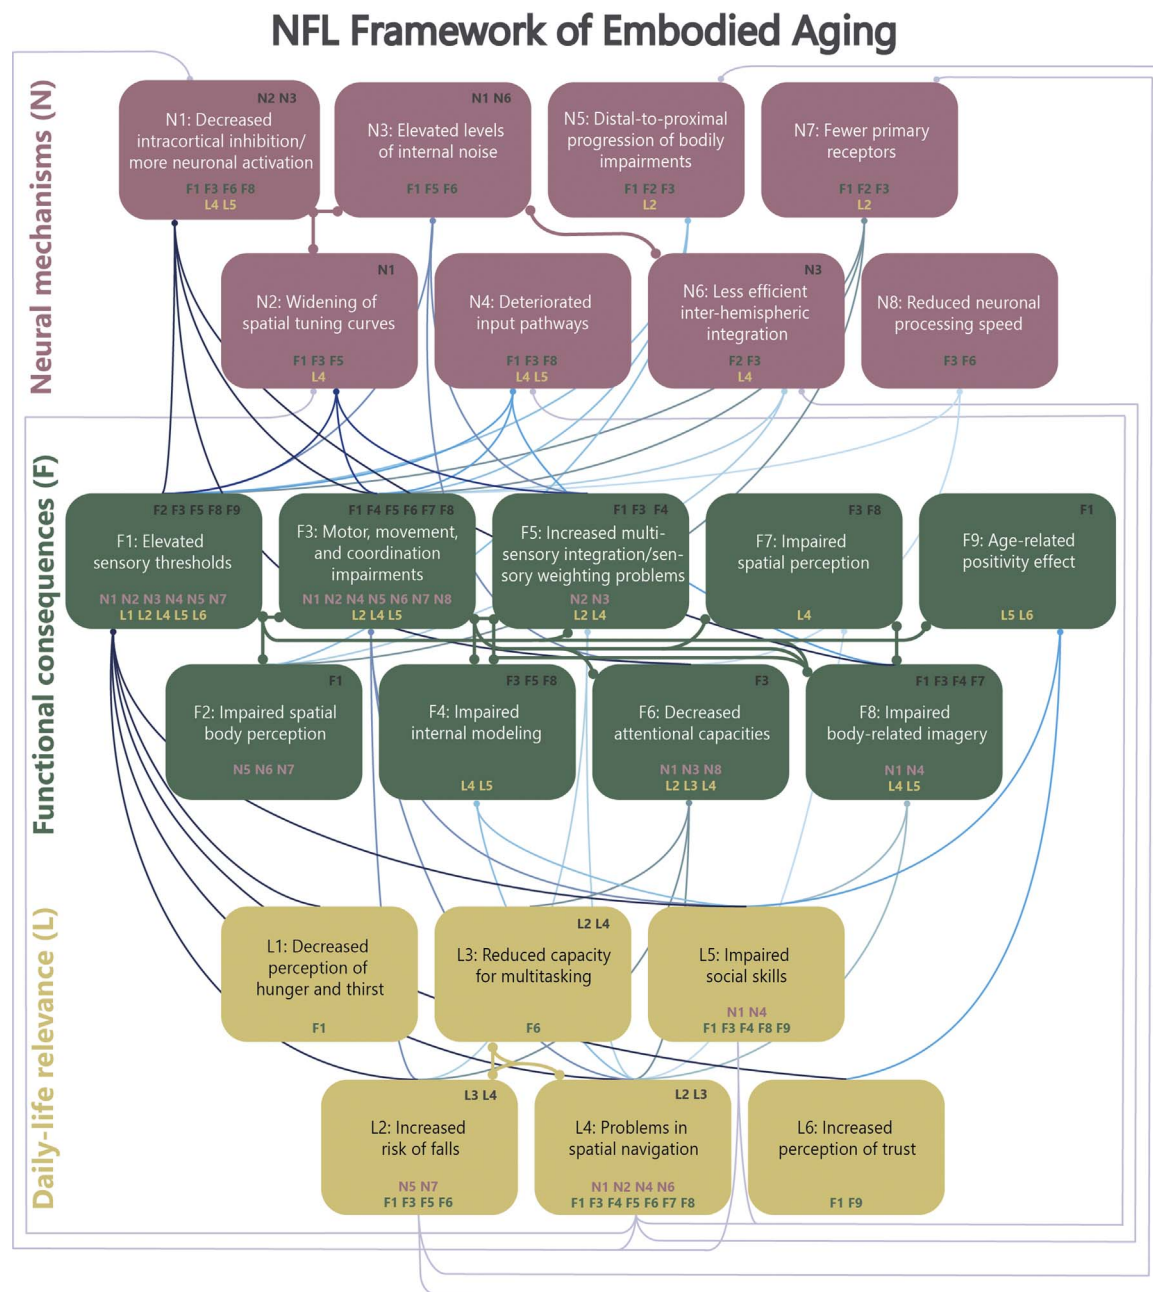 NFL Framework of Embodied Aging
Neural mechanisms (N)
N2 N3
N1: Decreased
intracortical inhibition/
more neuronal activation
F1 F3 F6 F8
L4 L5
N1 N6
N3: Elevated levels
of internal noise
F1 F5 F6
N5: Distal-to-proximal
progression of bodily
impairments
F1 F2 F3
L2
N7: Fewer primary
receptors
F1 F2 F3
L2
N1
N2: Widening of
spatial tuning curves
F1 F3 F5
L4
N4: Deteriorated
input pathways
F1 F3 F8
L4 L5
N3
N6: Less efficient
inter-hemispheric
integration
F2 F3
L4
N8: Reduced neuronal
processing speed
F3 F6
Functional consequences (F)
F2 F3 F5 F8 F9
F1: Elevated
sensory thresholds
N1 N2 N3 N4 N5 N7
L1 L2 L4 L5 L6
F1 F4 F5 F6 F7 F8
F3: Motor, movement,
and coordination
impairments
N1 N2 N4 N5 N6 N7 N8
L2 L4 L5
F1 F3 F4
F5: Increased multi-
sensory integration/sen-
sory weighting problems
N2 N3
L2 L4
F3 F8
F7: Impaired
spatial perception
L4
F1
F9: Age-related
positivity effect
L5 L6
F1
F2: Impaired spatial
body perception
N5 N6 N7
F3 F5 F8
F4: Impaired
internal modeling
L4 L5
F3
F6: Decreased
attentional capacities
N1 N3 N8
L2 L3 L4
F1 F3 F4 F7
F8: Impaired
body-related imagery
N1 N4
L4 L5
Daily-life relevance (L)
L1: Decreased
perception of
hunger and thirst
F1
L2 L4
L3: Reduced capacity
for multitasking
F6
L5: Impaired
social skills
N1 N4
F1 F3 F4 F8 F9
L3 L4
L2: Increased
risk of falls
N5 N7
F1 F3 F5 F6
L2 L3
L4: Problems in
spatial navigation
N1 N2 N4 N6
F1 F3 F4 F5 F6 F7 F8
L6: Increased
perception of trust
F1 F9